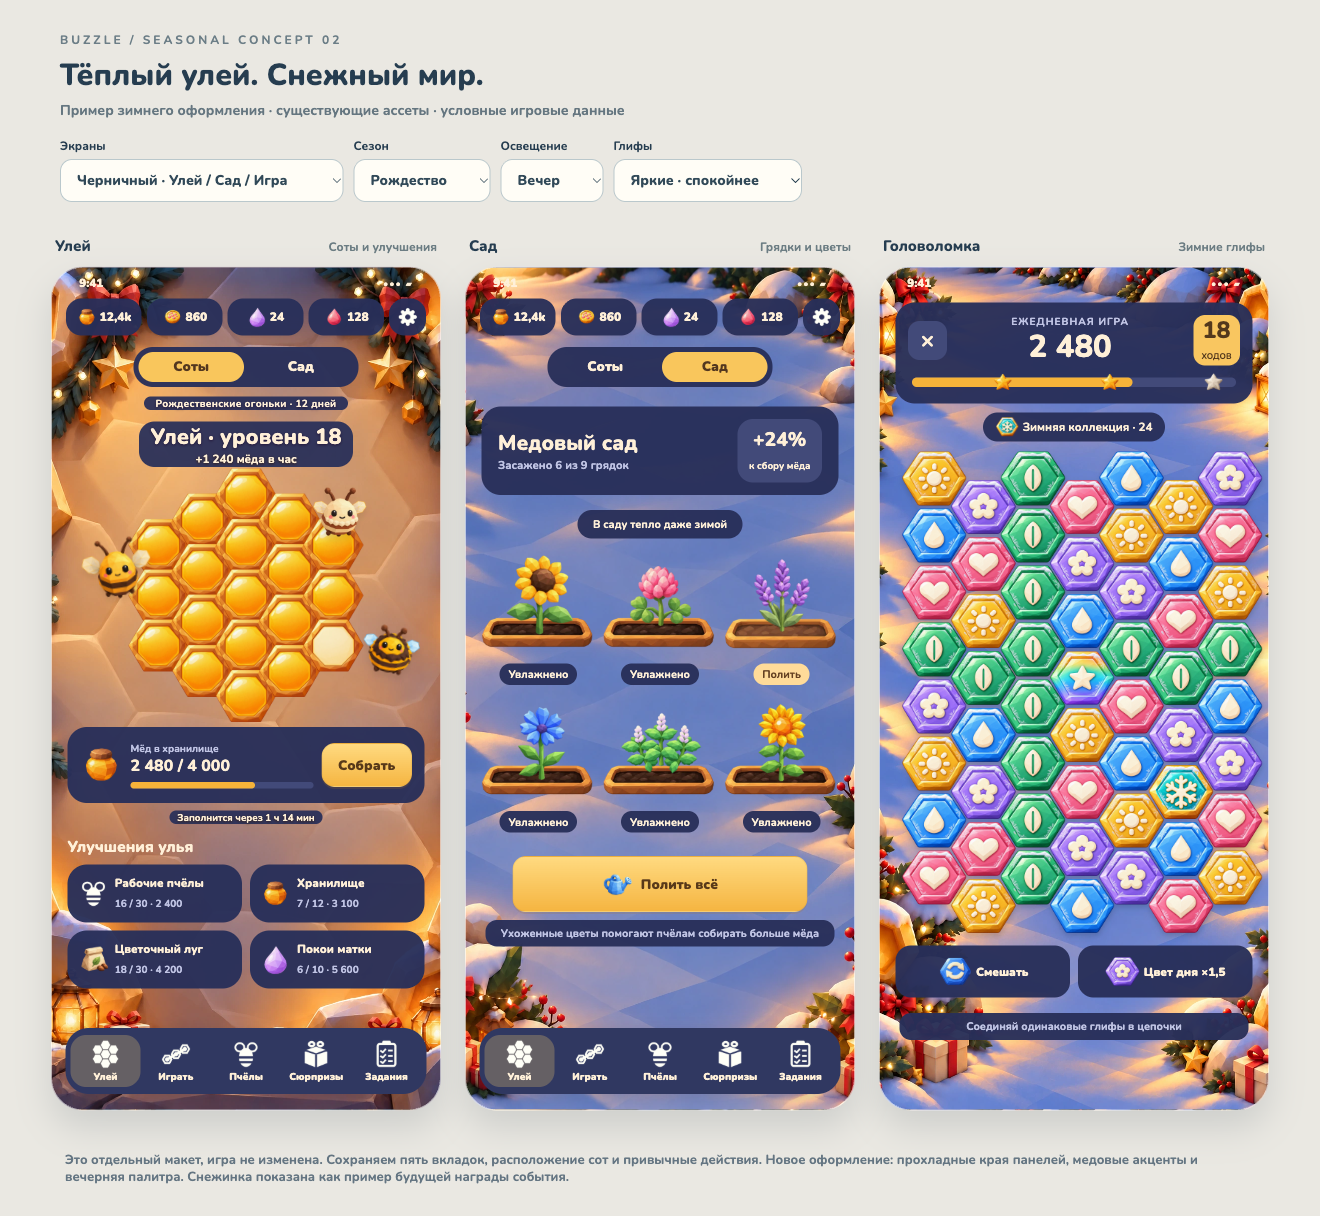 BUZZLE / SEASONAL CONCEPT 02
Тёплый улей. Снежный мир.
Пример зимнего оформления · существующие ассеты · условные игровые данные
Экраны
Сезон
Освещение
Глифы
Черничный · Улей / Сад / Игра
Рождество
Вечер
Яркие · спокойнее
Улей
Соты и улучшения
9:41
12,4k
860
24
128
Соты
Сад
Рождественские огоньки · 12 дней
Улей · уровень 18
+1 240 мёда в час
Мёд в хранилище
2 480 / 4 000
Собрать
Заполнится через 1 ч 14 мин
Улучшения улья
Рабочие пчёлы
16 / 30 · 2 400
Хранилище
7 / 12 · 3 100
Цветочный луг
18 / 30 · 4 200
Покои матки
6 / 10 · 5 600
Улей
Играть
Пчёлы
Сюрпризы
Задания
Сад
Грядки и цветы
9:41
12,4k
860
24
128
Соты
Сад
Медовый сад
Засажено 6 из 9 грядок
+24%
к сбору мёда
В саду тепло даже зимой
Увлажнено
Увлажнено
Полить
Увлажнено
Увлажнено
Увлажнено
Полить всё
Ухоженные цветы помогают пчёлам собирать больше мёда
Улей
Играть
Пчёлы
Сюрпризы
Задания
Головоломка
Зимние глифы
9:41
ЕЖЕДНЕВНАЯ ИГРА
2 480
18
ходов
Зимняя коллекция · 24
Смешать
Цвет дня ×1,5
Соединяй одинаковые глифы в цепочки
Это отдельный макет, игра не изменена. Сохраняем пять вкладок, расположение сот и привычные действия. Новое оформление: прохладные края панелей, медовые акценты и
вечерняя палитра. Снежинка показана как пример будущей награды события.